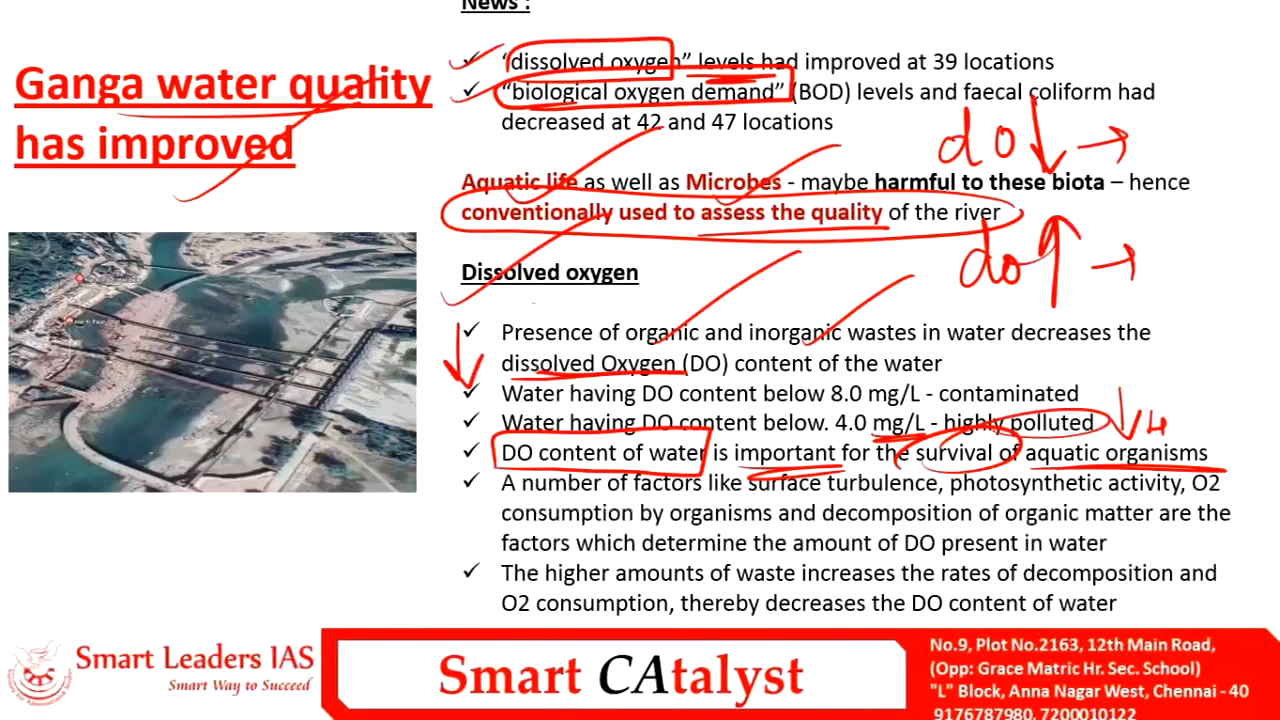 News :
Ganga water quality
has improved
"dissolved oxygen" levels had improved at 39 locations
"biological oxygen demand" (BOD) levels and faecal coliform had
decreased at 42 and 47 locations
do ↓ →
Aquatic life as well as Microbes - maybe harmful to these biota – hence
conventionally used to assess the quality of the river
do ↑ →
Dissolved oxygen
Presence of organic and inorganic wastes in water decreases the
dissolved Oxygen (DO) content of the water
Water having DO content below 8.0 mg/L - contaminated
Water having DO content below. 4.0 mg/L - highly polluted
↓ 4
DO content of water is important for the survival of aquatic organisms
A number of factors like surface turbulence, photosynthetic activity, O2
consumption by organisms and decomposition of organic matter are the
factors which determine the amount of DO present in water
The higher amounts of waste increases the rates of decomposition and
O2 consumption, thereby decreases the DO content of water
Smart Leaders IAS
Smart Way to Succeed
Smart CAtalyst
No.9, Plot No.2163, 12th Main Road,
(Opp: Grace Matric Hr. Sec. School)
"L" Block, Anna Nagar West, Chennai - 40
9176787980, 7200010122